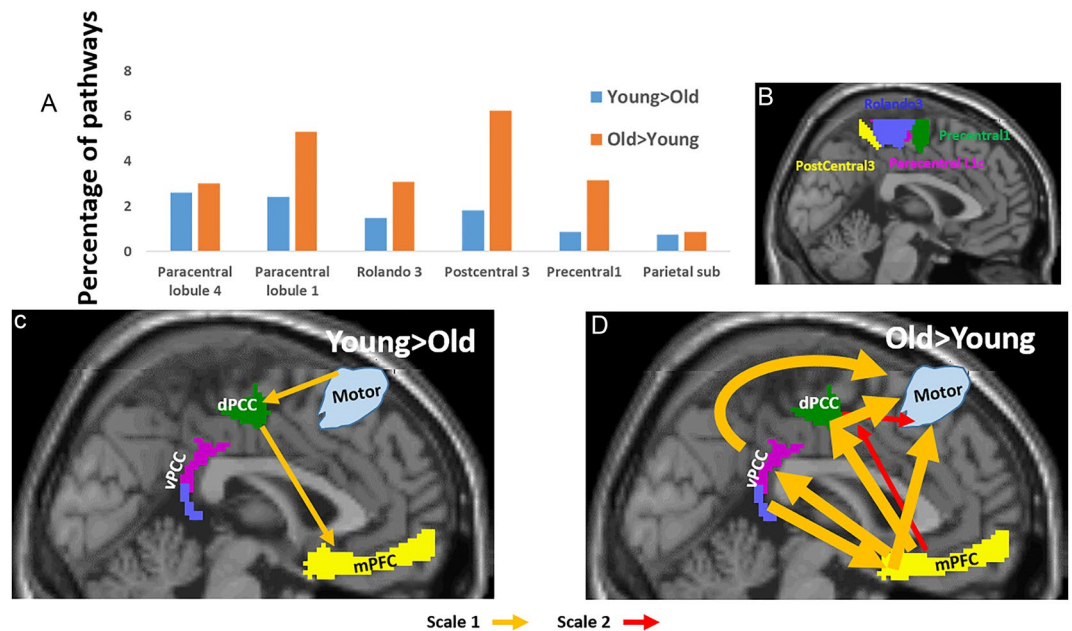 Percentage of pathways
A
8
6
4
2
0
Young>Old
Old>Young
Paracentral
lobule 4
Paracentral
lobule 1
Rolando 3
Postcentral 3
Precentral1
Parietal sub
B
Rolando3
Precentral1
PostCentral3
C
Young>Old
dPCC
Motor
vPCC
mPFC
D
Old>Young
dPCC
Motor
vPCC
mPFC
Scale 1
Scale 2